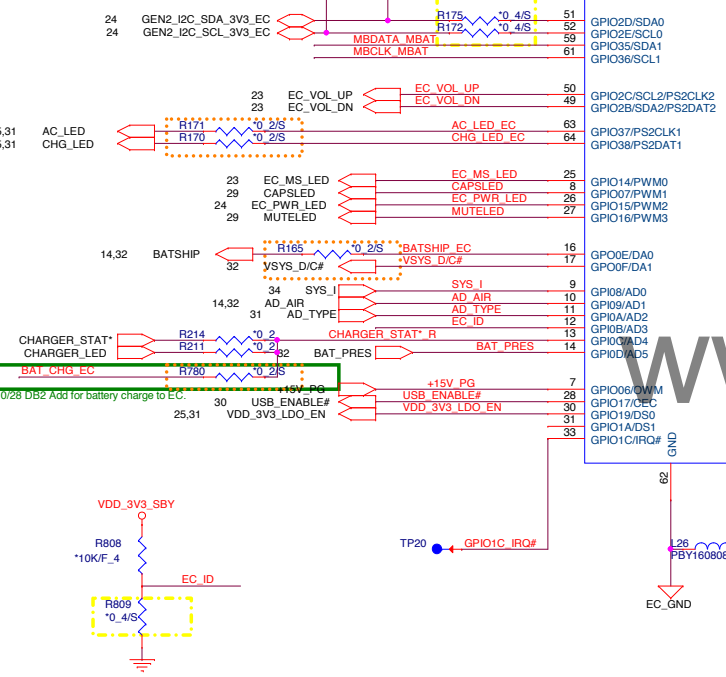 24 GEN2_I2C_SDA_3V3_EC R175 *0_4/S 51 GPIO2D/SDA0
24 GEN2_I2C_SCL_3V3_EC R172 *0_4/S 52 GPIO2E/SCL0
MBDATA_MBAT 59 GPIO35/SDA1
MBCLK_MBAT 61 GPIO36/SCL1
23 EC_VOL_UP EC_VOL_UP 50 GPIO2C/SCL2/PS2CLK2
23 EC_VOL_DN EC_VOL_DN 49 GPIO2B/SDA2/PS2DAT2
5,31 AC_LED R171 *0_2/S AC_LED_EC 63 GPIO37/PS2CLK1
5,31 CHG_LED R170 *0_2/S CHG_LED_EC 64 GPIO38/PS2DAT1
23 EC_MS_LED EC_MS_LED 25 GPIO14/PWM0
29 CAPSLED CAPSLED 8 GPIO07/PWM1
24 EC_PWR_LED EC_PWR_LED 26 GPIO15/PWM2
29 MUTELED MUTELED 27 GPIO16/PWM3
14,32 BATSHIP R165 *0_2/S BATSHIP_EC 16 GPO0E/DA0
32 VSYS_D/C# VSYS_D/C# 17 GPO0F/DA1
34 SYS_I SYS_I 9 GPI08/AD0
14,32 AD_AIR AD_AIR 10 GPI09/AD1
31 AD_TYPE AD_TYPE 11 GPI0A/AD2
EC_ID 12 GPI0B/AD3
CHARGER_STAT* R214 *0_2 CHARGER_STAT*_R 13 GPI0C/AD4
CHARGER_LED R211 *0_2 32 BAT_PRES BAT_PRES 14 GPI0D/AD5
BAT_CHG_EC R780 *0_2/S
+15V_PG +15V_PG 7 GPIO06/OWM
0/28 DB2 Add for battery charge to EC.
30 USB_ENABLE# USB_ENABLE# 28 GPIO17/CEC
25,31 VDD_3V3_LDO_EN VDD_3V3_LDO_EN 30 GPIO19/DS0
31 GPIO1A/DS1
33 GPIO1C/IRQ#
GND
62
VDD_3V3_SBY
R808
*10K/F_4
EC_ID
R809
*0_4/S
TP20 GPIO1C_IRQ#
L26
PBY160808
EC_GND
W